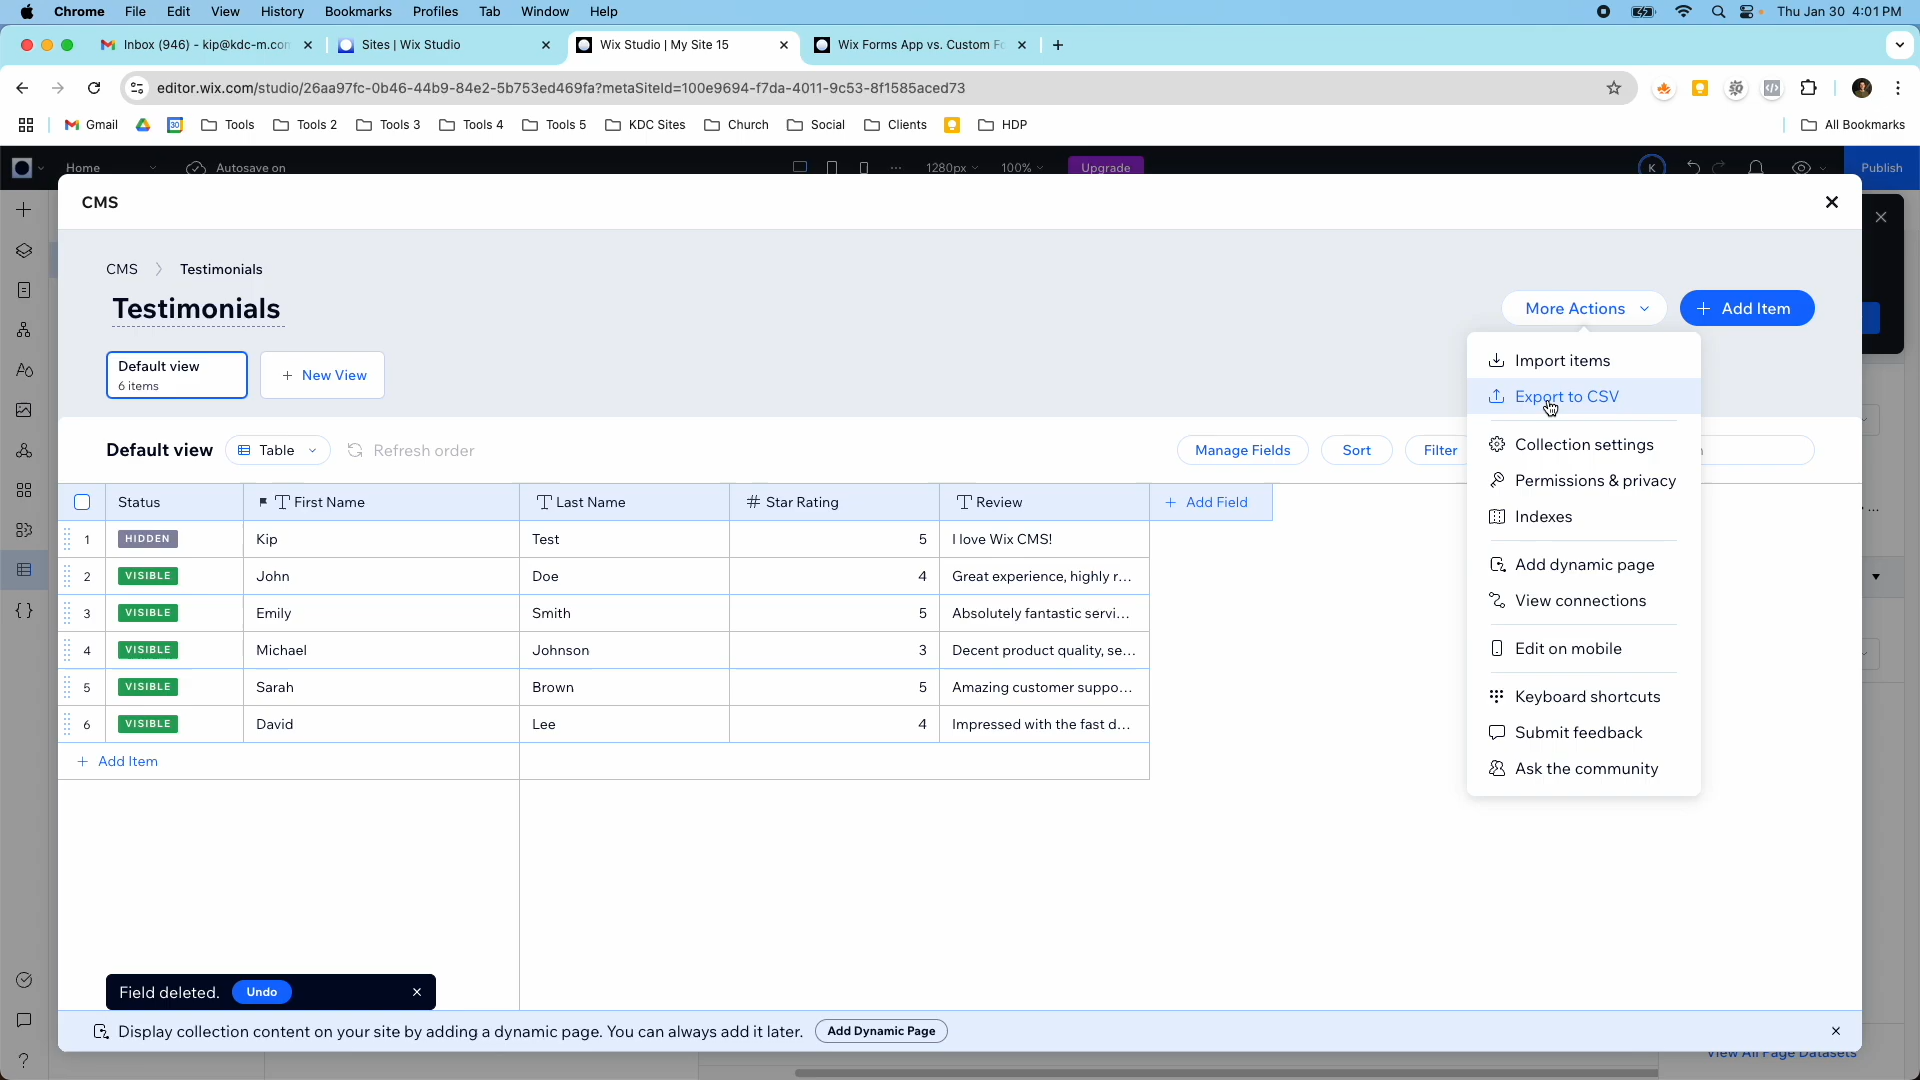 Chrome File Edit View History Bookmarks Profiles Tab Window Help Thu Jan 30 4:01 PM
Inbox (946) - kip@kdc-m.con Sites | Wix Studio Wix Studio | My Site 15 Wix Forms App vs. Custom Fo
editor.wix.com/studio/26aa97fc-0b46-44b9-84e2-5b753ed469fa?metaSiteId=100e9694-f7da-4011-9c53-8f1585aced73
Gmail Tools Tools 2 Tools 3 Tools 4 Tools 5 KDC Sites Church Social Clients HDP All Bookmarks
Home Autosave on 1280px 100% Upgrade K Publish
CMS
CMS Testimonials
Testimonials
More Actions
+ Add Item
Default view
6 items
+ New View
Import items
Export to CSV
Collection settings
Permissions & privacy
Indexes
Add dynamic page
View connections
Edit on mobile
Keyboard shortcuts
Submit feedback
Ask the community
Default view Table Refresh order Manage Fields Sort Filter
Status First Name Last Name # Star Rating Review + Add Field
1 HIDDEN Kip Test 5 I love Wix CMS!
2 VISIBLE John Doe 4 Great experience, highly r...
3 VISIBLE Emily Smith 5 Absolutely fantastic servi...
4 VISIBLE Michael Johnson 3 Decent product quality, se...
5 VISIBLE Sarah Brown 5 Amazing customer suppo...
6 VISIBLE David Lee 4 Impressed with the fast d...
+ Add Item
Field deleted. Undo
Display collection content on your site by adding a dynamic page. You can always add it later. Add Dynamic Page
View All Page Datasets